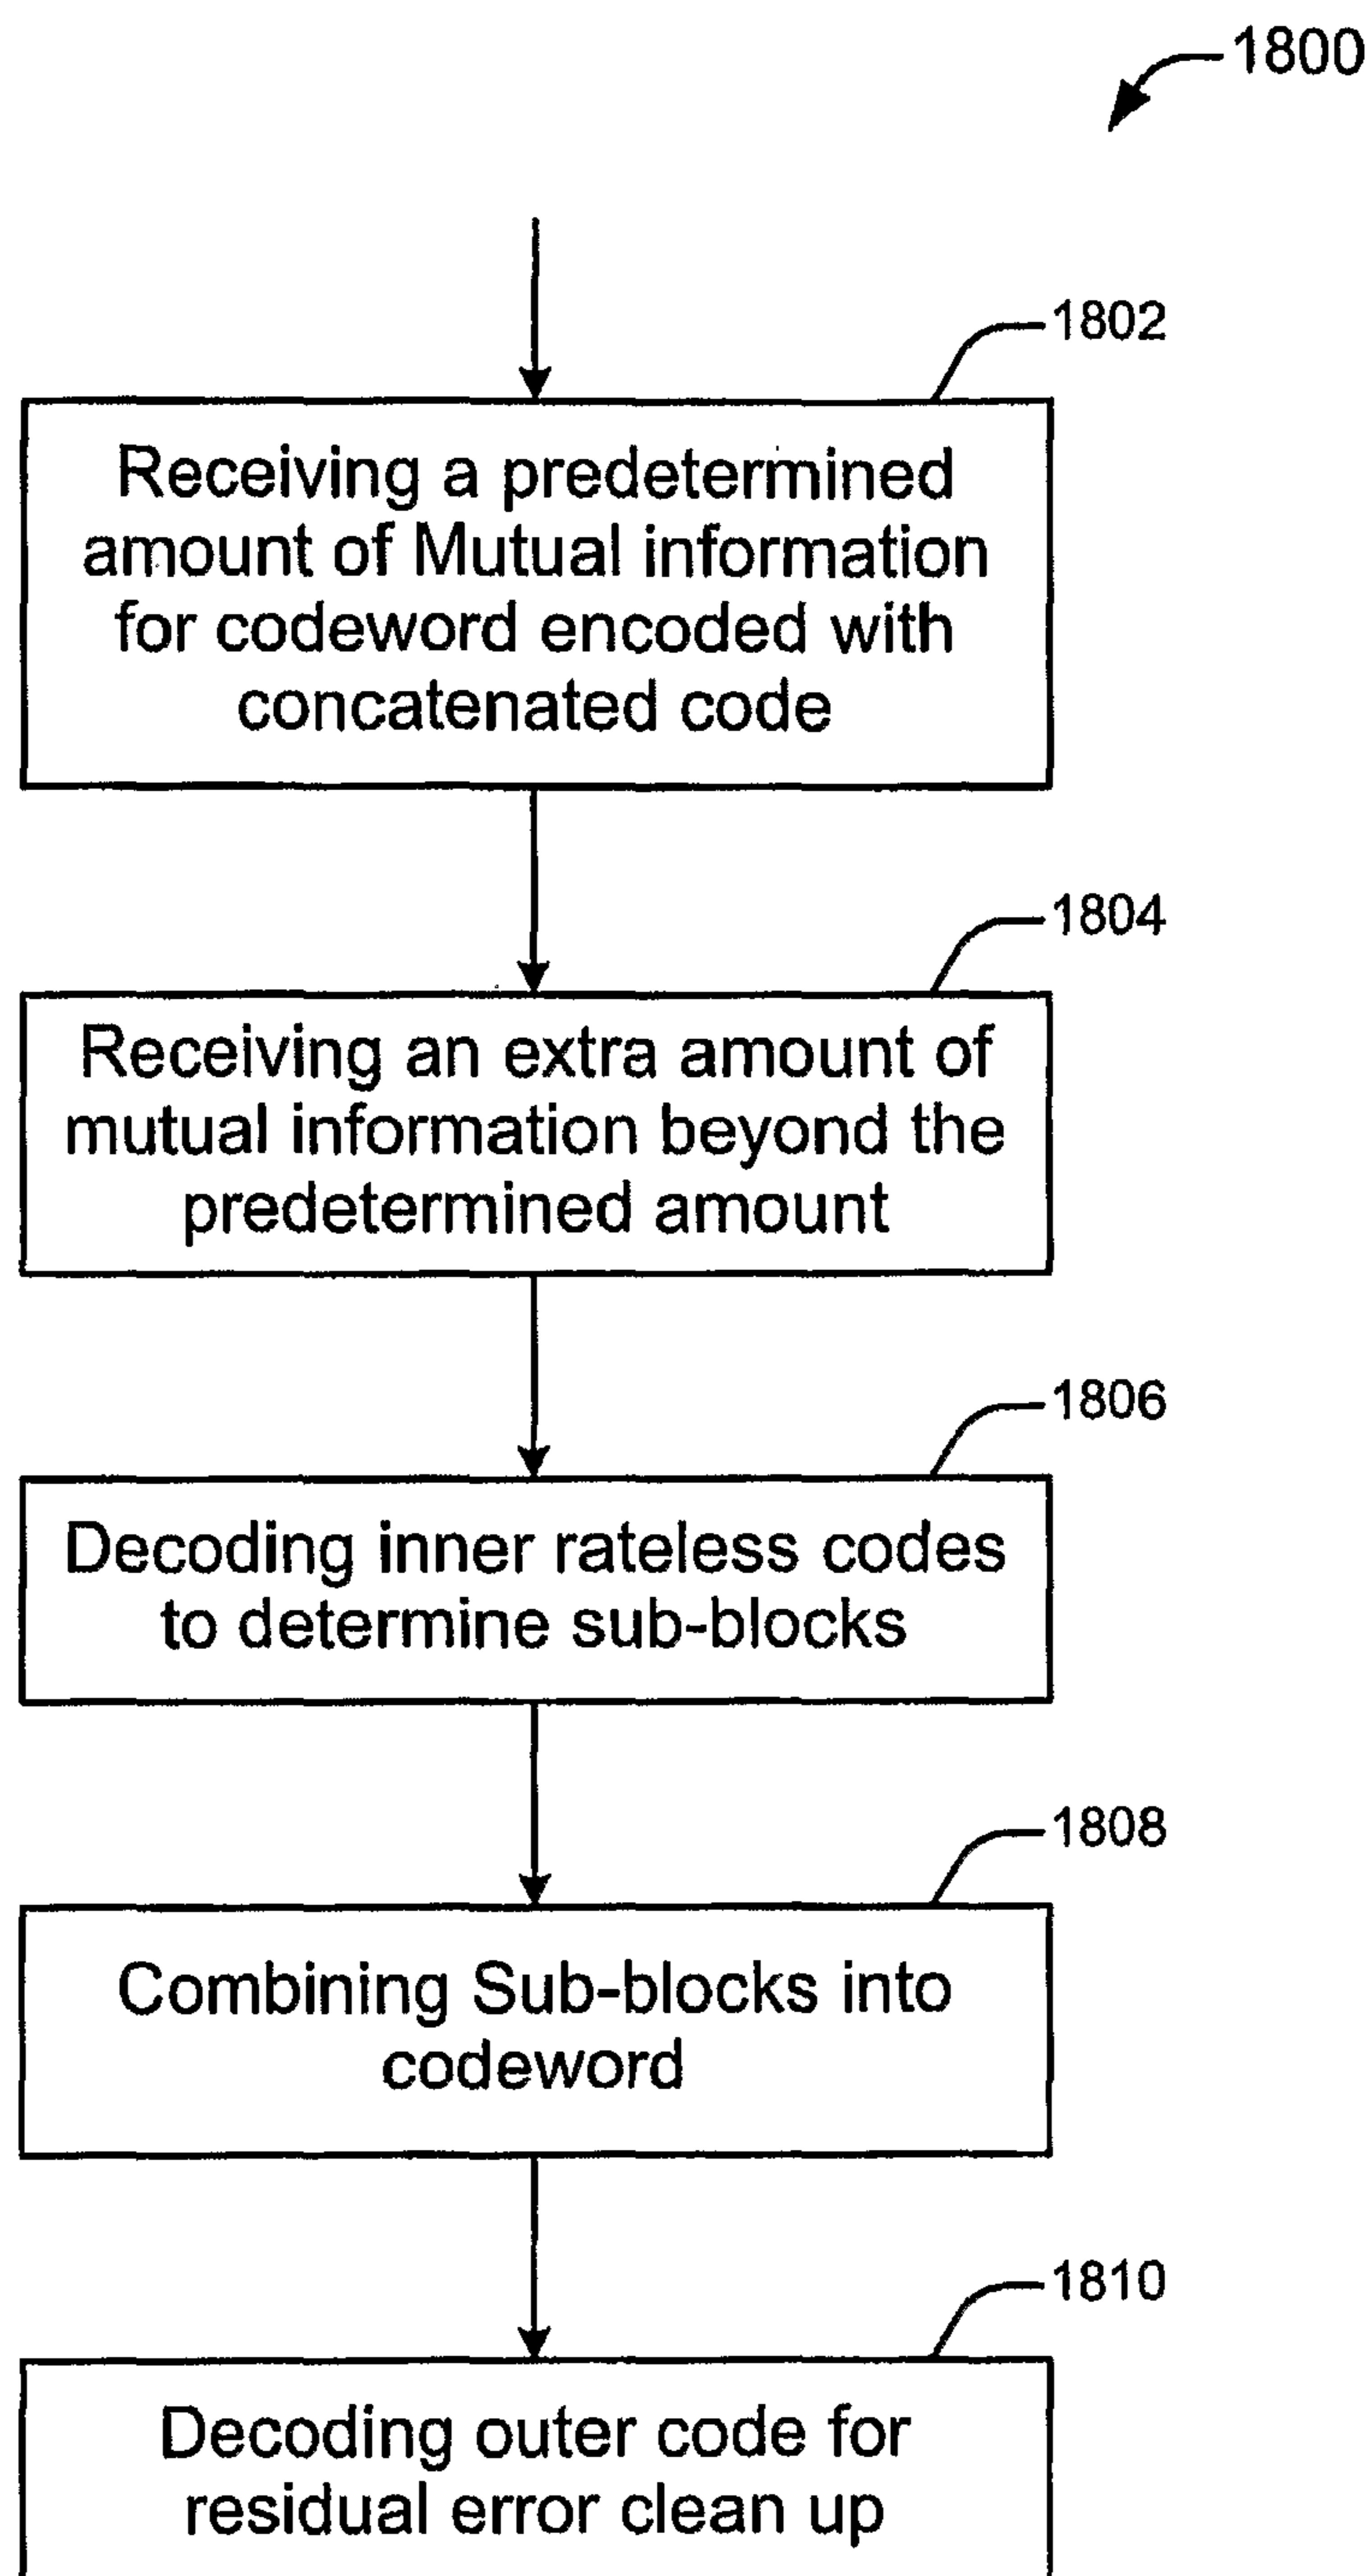 1800
1802
Receiving a predetermined
amount of Mutual information
for codeword encoded with
concatenated code
1804
Receiving an extra amount of
mutual information beyond the
predetermined amount
1806
Decoding inner rateless codes
to determine sub-blocks
1808
Combining Sub-blocks into
codeword
1810
Decoding outer code for
residual error clean up